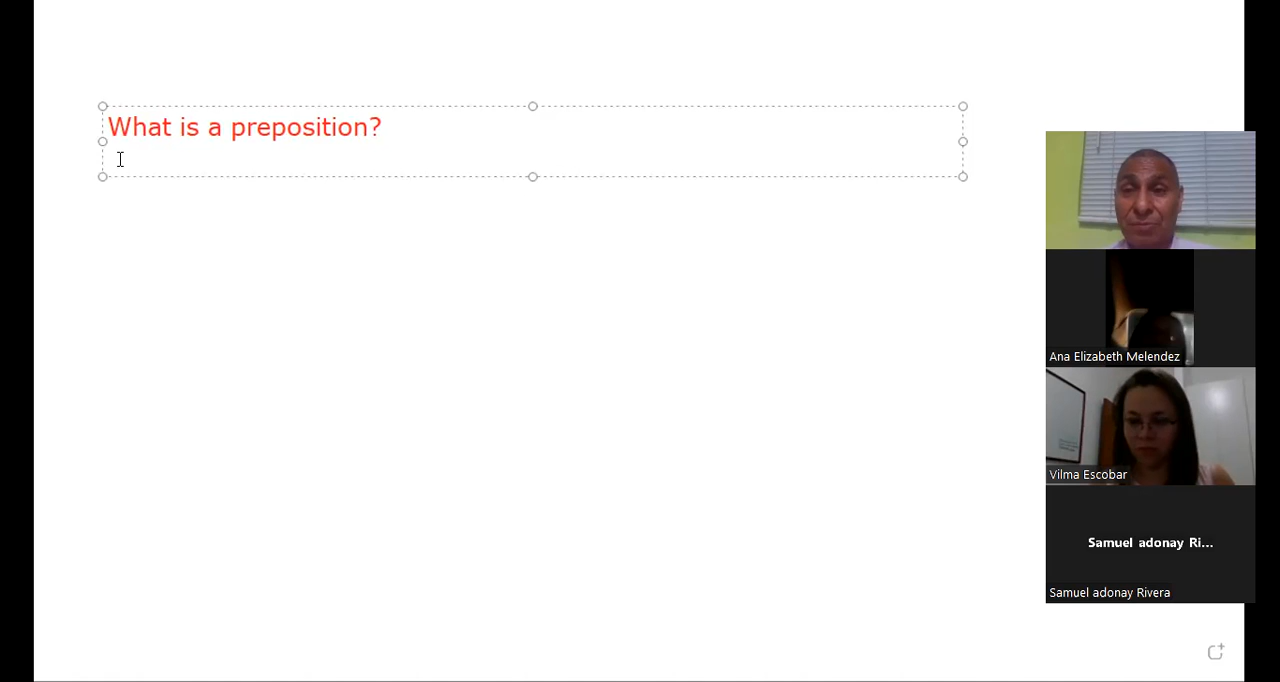 What is a preposition?
Ana Elizabeth Melendez
Vilma Escobar
Samuel adonay Ri...
Samuel adonay Rivera